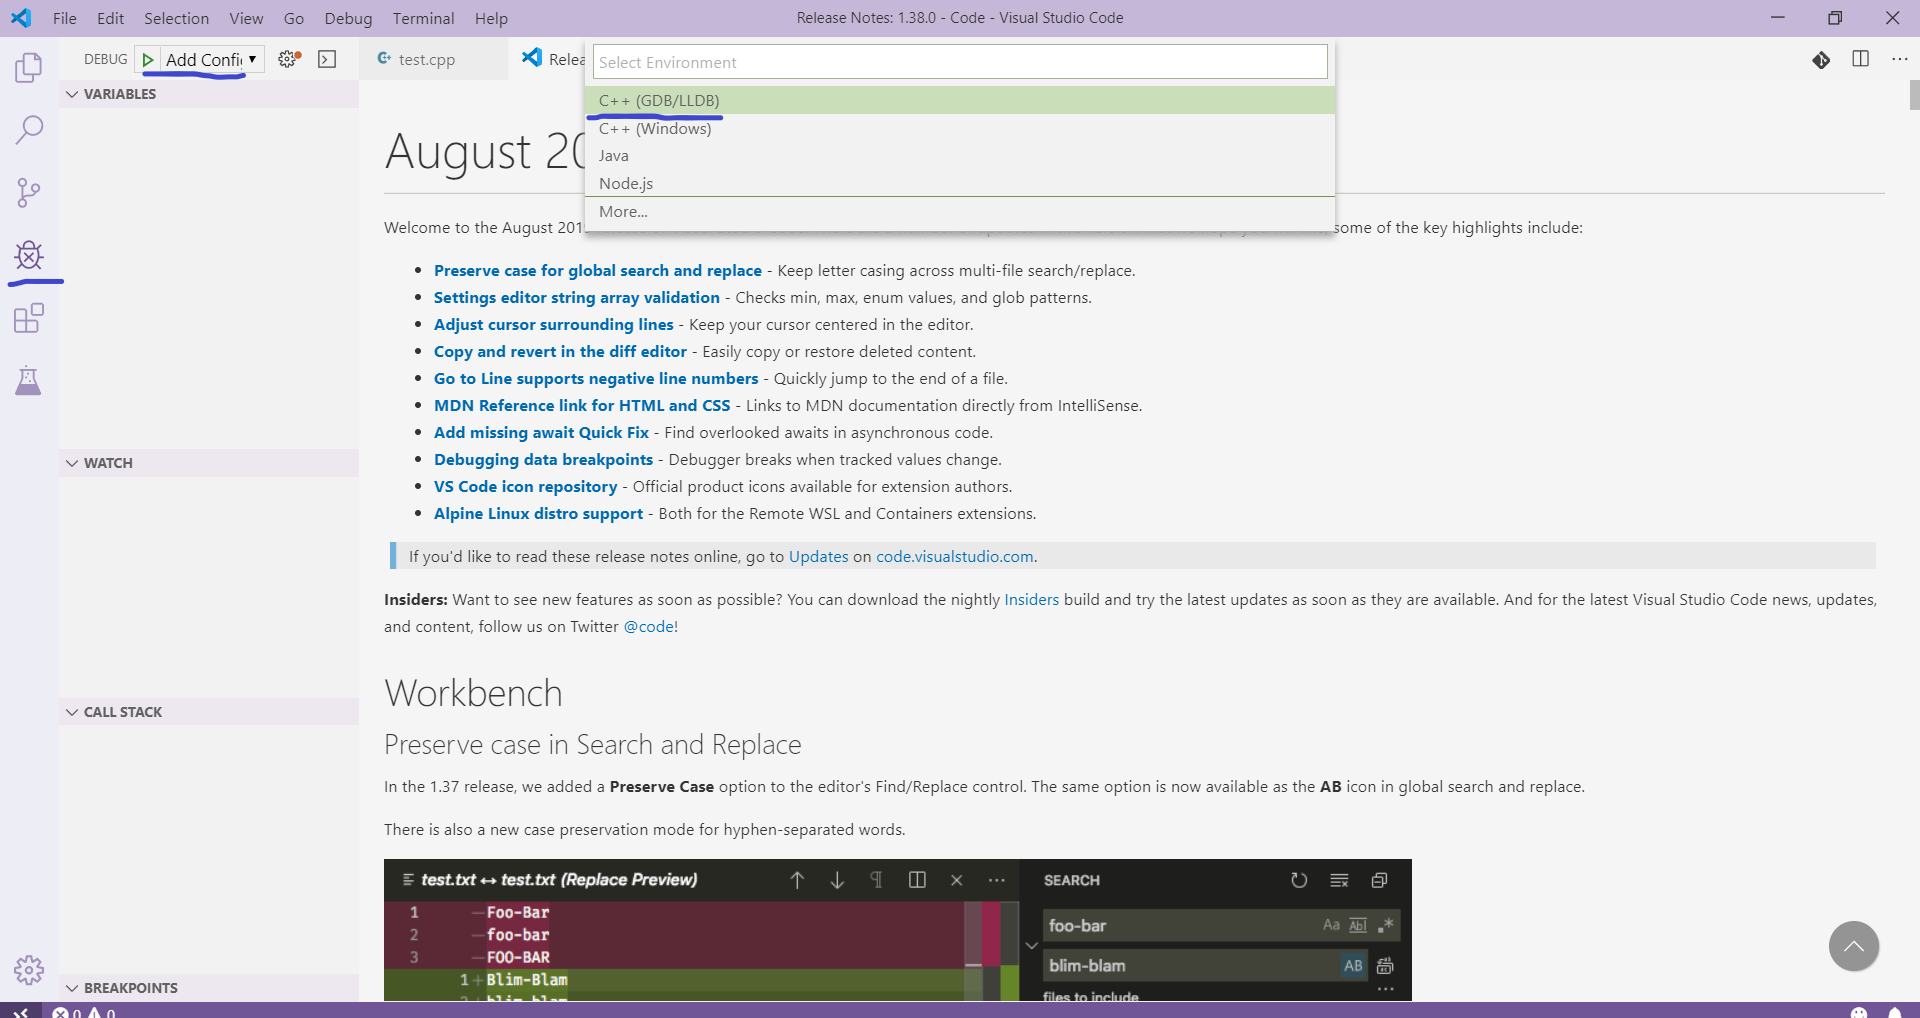 File Edit Selection View Go Debug Terminal Help
Release Notes: 1.38.0 - Code - Visual Studio Code
DEBUG Add Confi
test.cpp
Relea
Select Environment
C++ (GDB/LLDB)
C++ (Windows)
Java
Node.js
More...
VARIABLES
WATCH
CALL STACK
BREAKPOINTS
August 20
Welcome to the August 201
some of the key highlights include:
Preserve case for global search and replace - Keep letter casing across multi-file search/replace.
Settings editor string array validation - Checks min, max, enum values, and glob patterns.
Adjust cursor surrounding lines - Keep your cursor centered in the editor.
Copy and revert in the diff editor - Easily copy or restore deleted content.
Go to Line supports negative line numbers - Quickly jump to the end of a file.
MDN Reference link for HTML and CSS - Links to MDN documentation directly from IntelliSense.
Add missing await Quick Fix - Find overlooked awaits in asynchronous code.
Debugging data breakpoints - Debugger breaks when tracked values change.
VS Code icon repository - Official product icons available for extension authors.
Alpine Linux distro support - Both for the Remote WSL and Containers extensions.
If you'd like to read these release notes online, go to Updates on code.visualstudio.com.
Insiders: Want to see new features as soon as possible? You can download the nightly Insiders build and try the latest updates as soon as they are available. And for the latest Visual Studio Code news, updates,
and content, follow us on Twitter @code!
Workbench
Preserve case in Search and Replace
In the 1.37 release, we added a Preserve Case option to the editor's Find/Replace control. The same option is now available as the AB icon in global search and replace.
There is also a new case preservation mode for hyphen-separated words.
test.txt ↔ test.txt (Replace Preview)
SEARCH
1 —Foo-Bar
2 —foo-bar
3 —FOO-BAR
1+ Blim-Blam
2+ blim-blam
foo-bar Aa Abl .*
blim-blam AB
...
files to include
0 0